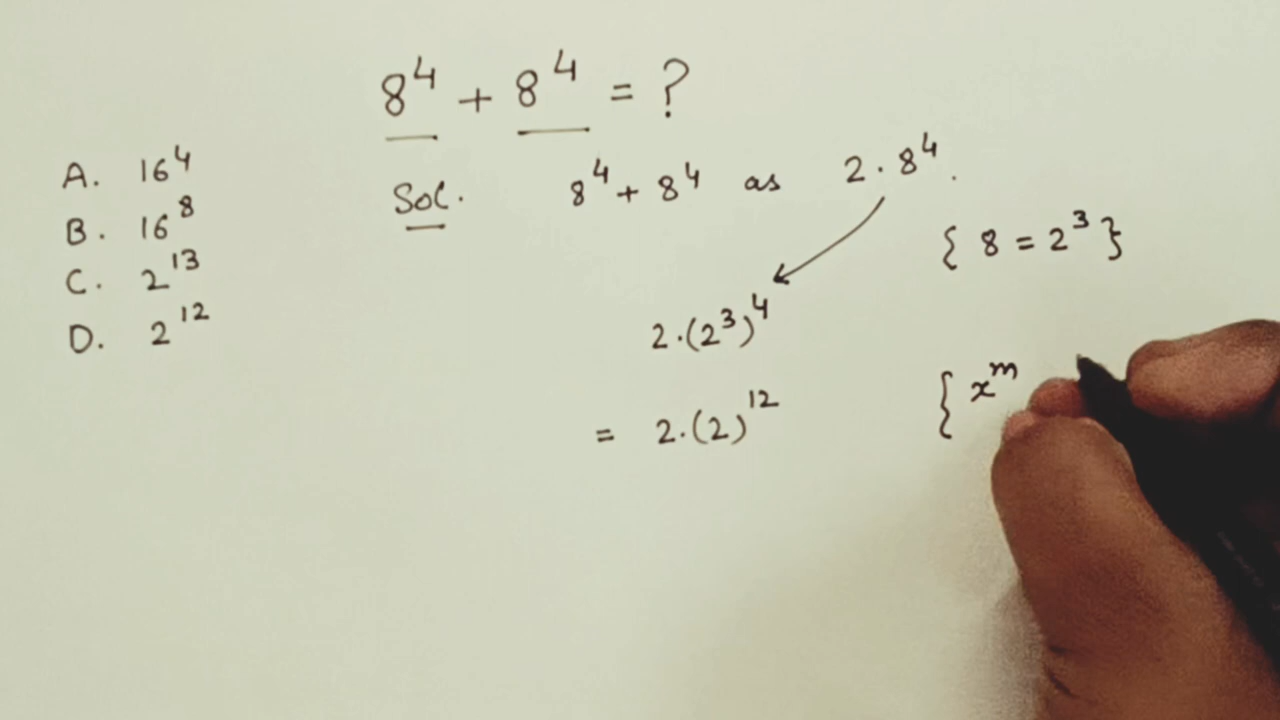 8⁴ + 8⁴ = ?
A. 16⁴
B. 16⁸
C. 2¹³
D. 2¹²
Sol. 8⁴ + 8⁴ as 2 . 8⁴ .
{ 8 = 2³ }
2.(2³)⁴
= 2.(2)¹²
{ xᵐ